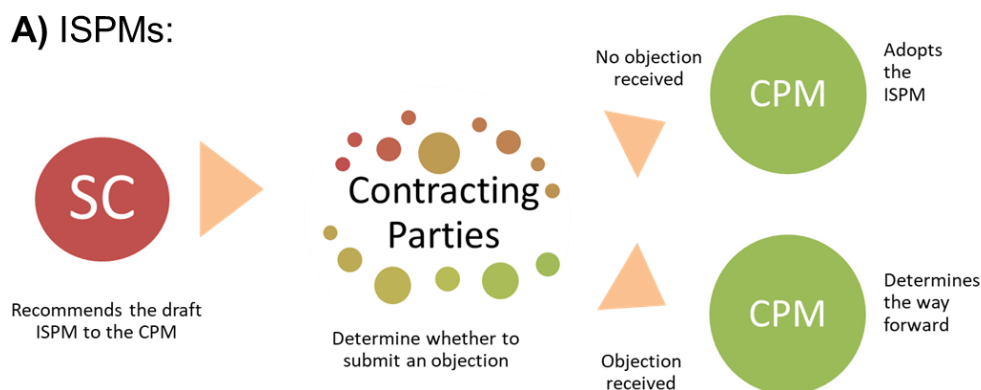 A) ISPMs:
SC
Recommends the draft
ISPM to the CPM
Contracting
Parties
Determine whether to
submit an objection
No objection
received
CPM
Adopts
the
ISPM
Objection
received
CPM
Determines
the way
forward